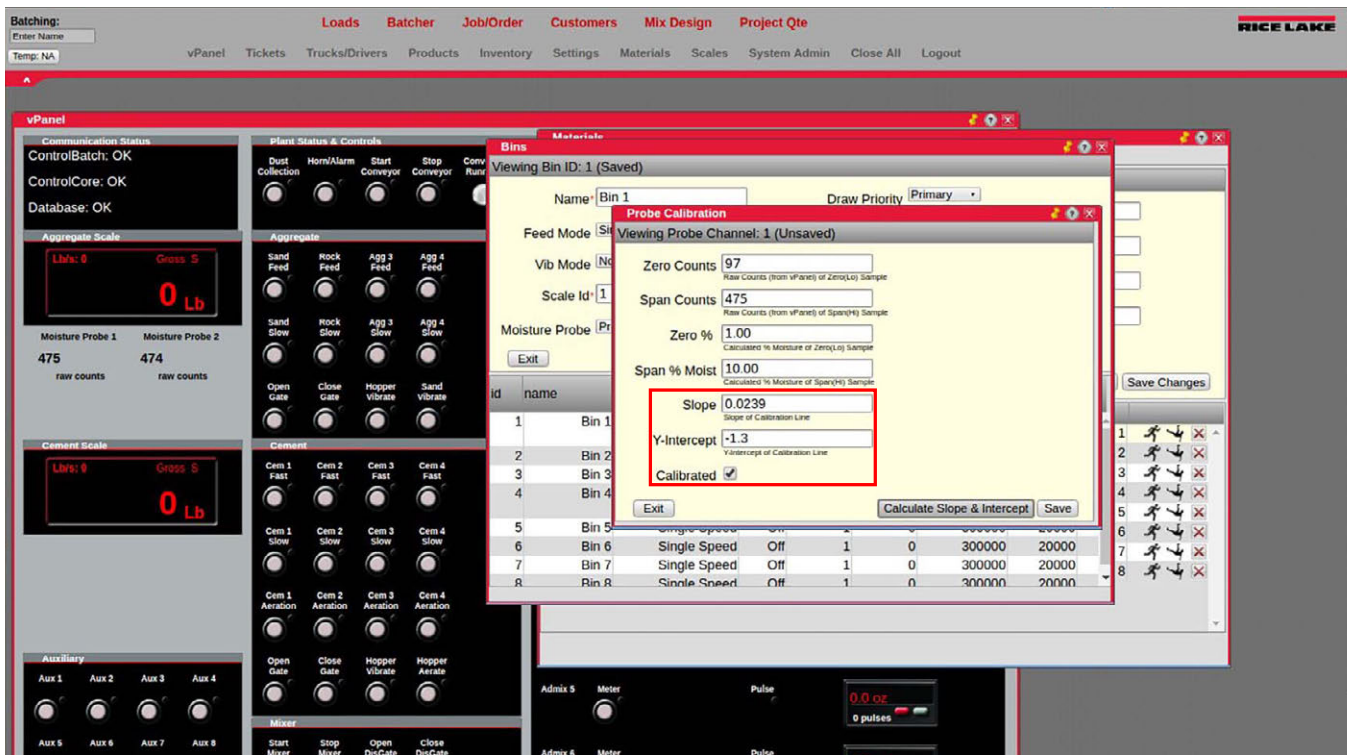 Batching:
Enter Name
Temp: NA
Loads Batcher Job/Order Customers Mix Design Project Qte
RICE LAKE
vPanel Tickets Trucks/Drivers Products Inventory Settings Materials Scales System Admin Close All Logout
vPanel
Communication Status
ControlBatch: OK
ControlCore: OK
Database: OK
Aggregate Scale
Lb/s: 0 Gross S
0 Lb
Moisture Probe 1 Moisture Probe 2
475 474
raw counts raw counts
Cement Scale
Lb/s: 0 Gross S
0 Lb
Auxiliary
Aux 1 Aux 2 Aux 3 Aux 4
Aux 5 Aux 6 Aux 7 Aux 8
Plant Status & Controls
Dust Collection Horn/Alarm Start Conveyor Stop Conveyor
Aggregate
Sand Feed Rock Feed Agg 3 Feed Agg 4 Feed
Sand Slow Rock Slow Agg 3 Slow Agg 4 Slow
Open Gate Close Gate Hopper Vibrate Sand Vibrate
Cement
Cem 1 Fast Cem 2 Fast Cem 3 Fast Cem 4 Fast
Cem 1 Slow Cem 2 Slow Cem 3 Slow Cem 4 Slow
Cem 1 Aeration Cem 2 Aeration Cem 3 Aeration Cem 4 Aeration
Open Gate Close Gate Hopper Vibrate Hopper Aerate
Mixer
Start Mixer Stop Mixer Open DisGate Close DisGate
Materials
Save Changes
1
2
3
4
5
6
7
8
Bins
Viewing Bin ID: 1 (Saved)
Name* Bin 1 Draw Priority Primary
Feed Mode
Vib Mode
Scale Id* 1
Moisture Probe
Exit
id name
1 Bin 1
2 Bin 2
3 Bin 3
4 Bin 4
5 Bin 5 Single Speed Off 1 0 300000 20000
6 Bin 6 Single Speed Off 1 0 300000 20000
7 Bin 7 Single Speed Off 1 0 300000 20000
8 Bin 8 Single Speed Off 1 0 300000 20000
Probe Calibration
Viewing Probe Channel: 1 (Unsaved)
Zero Counts 97
Raw Counts (from vPanel) of Zero(Lo) Sample
Span Counts 475
Raw Counts (from vPanel) of Span(Hi) Sample
Zero % 1.00
Calculated % Moisture of Zero(Lo) Sample
Span % Moist 10.00
Calculated % Moisture of Span(Hi) Sample
Slope 0.0239
Slope of Calibration Line
Y-Intercept -1.3
Y-Intercept of Calibration Line
Calibrated
Exit Calculate Slope & Intercept Save
Admix 5 Meter Pulse 0.0 oz
0 pulses
Admix 6 Meter Pulse